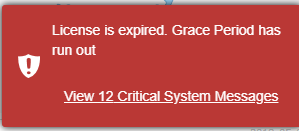 License is expired. Grace Period has
run out
View 12 Critical System Messages